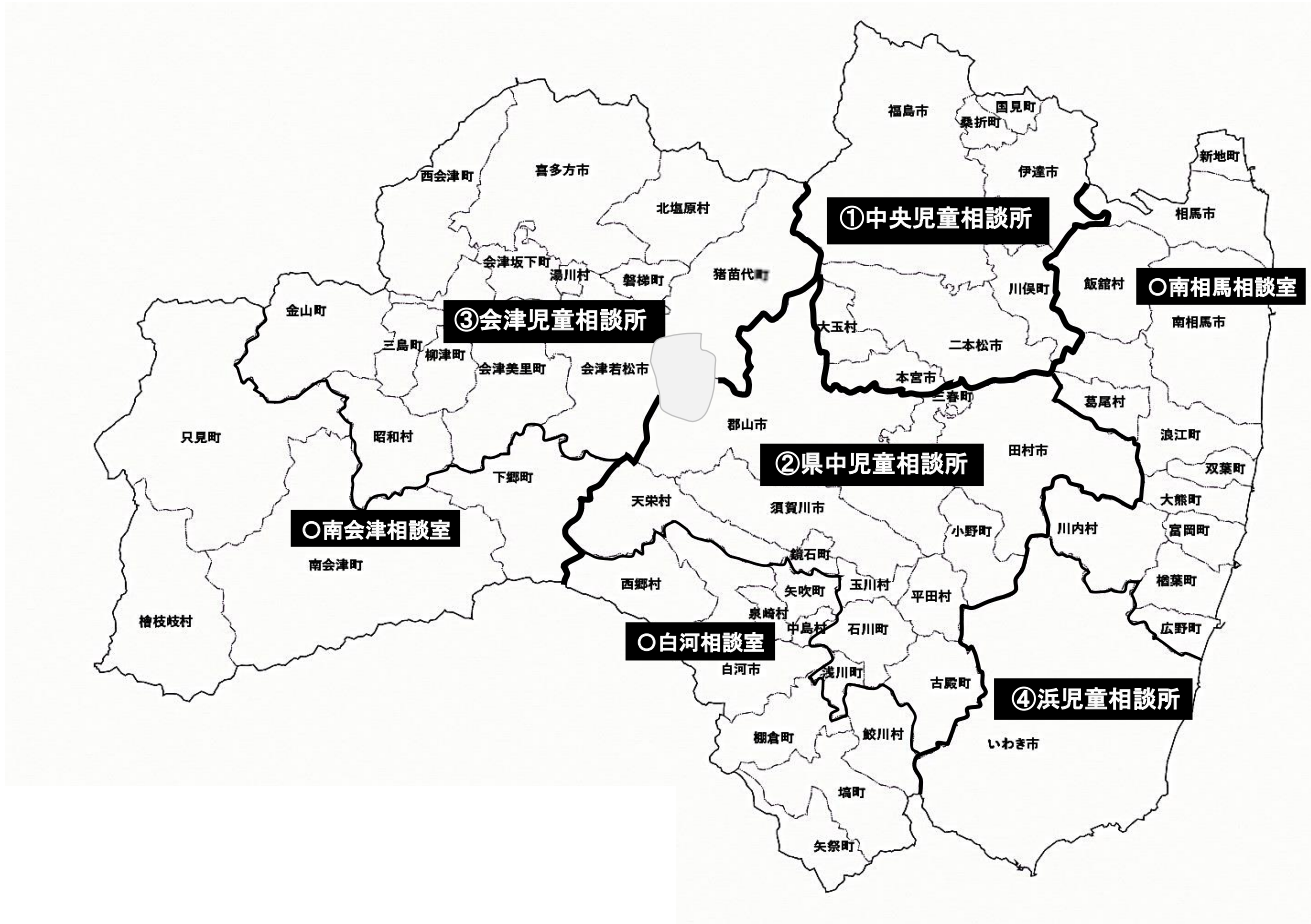 福島市
国見町
桑折町
伊達市
新地町
相馬市
西会津町
喜多方市
北塩原村
①中央児童相談所
会津坂下町
湯川村
磐梯町
猪苗代町
川俣町
飯舘村
○南相馬相談室
南相馬市
金山町
③会津児童相談所
大玉村
二本松市
三島町
柳津町
会津美里町
会津若松市
本宮市
三春町
葛尾村
只見町
昭和村
郡山市
浪江町
田村市
②県中児童相談所
双葉町
下郷町
天栄村
須賀川市
大熊町
○南会津相談室
小野町
川内村
富岡町
南会津町
鏡石町
西郷村
矢吹町
玉川村
平田村
楢葉町
檜枝岐村
泉崎村
中島村
石川町
広野町
○白河相談室
白河市
浅川町
古殿町
④浜児童相談所
棚倉町
鮫川村
いわき市
塙町
矢祭町